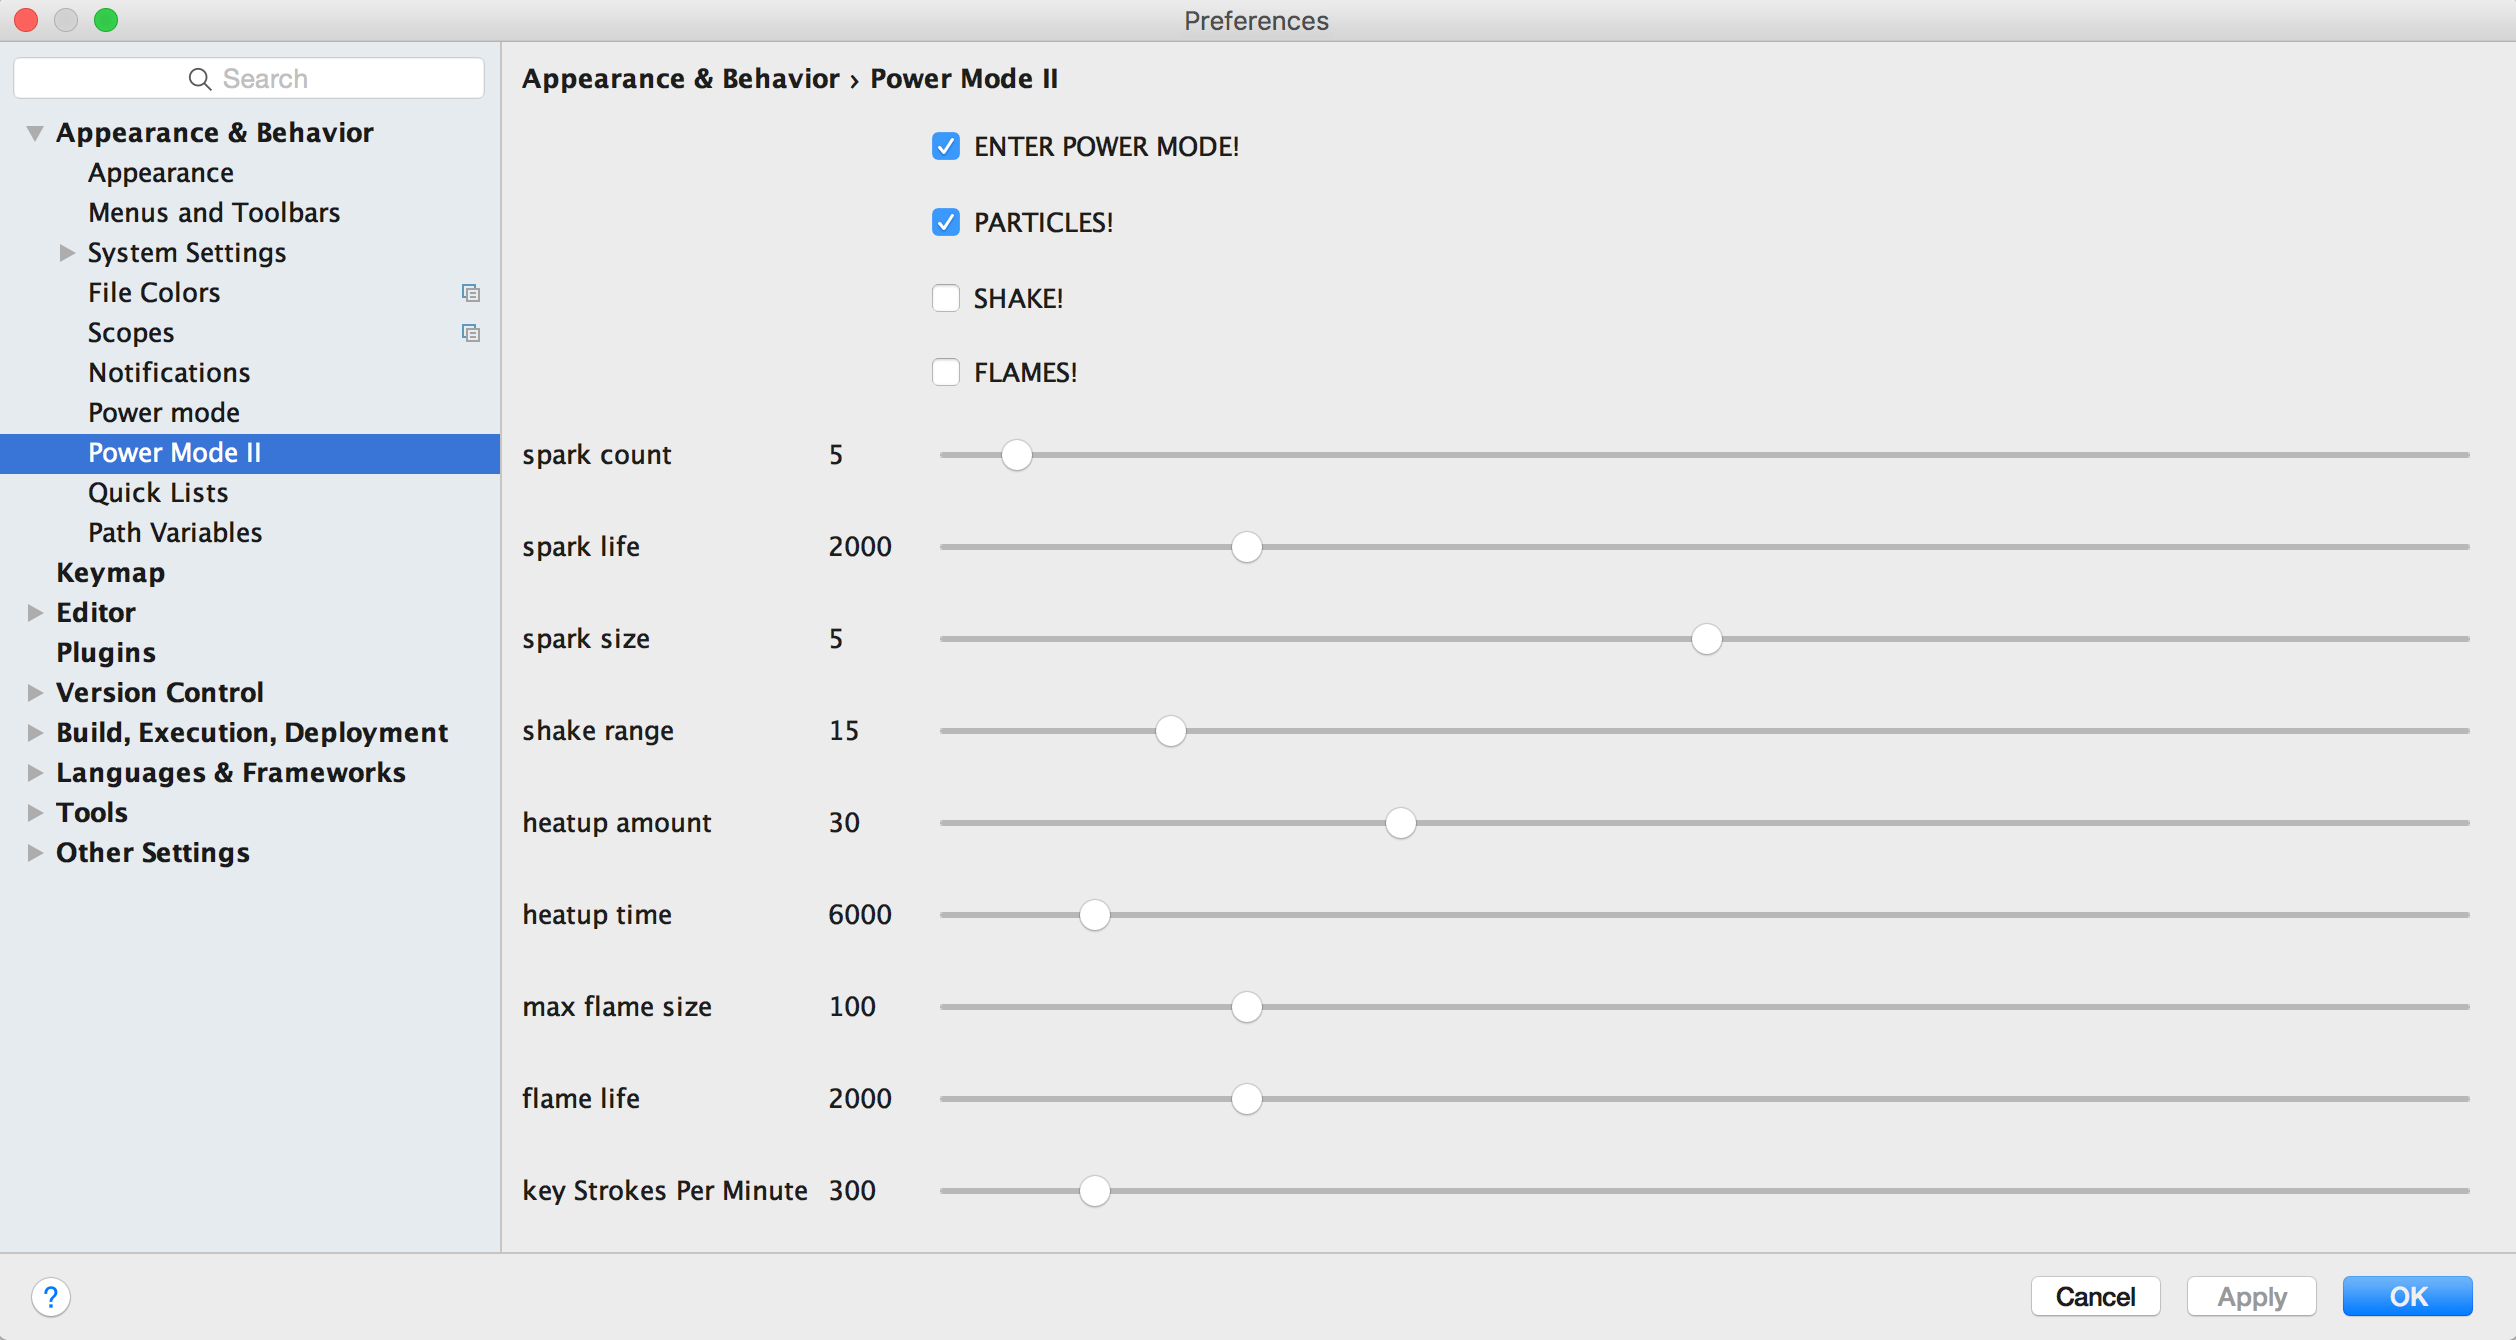 Preferences
Search
Appearance & Behavior
Appearance
Menus and Toolbars
System Settings
File Colors
Scopes
Notifications
Power mode
Power Mode II
Quick Lists
Path Variables
Keymap
Editor
Plugins
Version Control
Build, Execution, Deployment
Languages & Frameworks
Tools
Other Settings
Appearance & Behavior › Power Mode II
ENTER POWER MODE!
PARTICLES!
SHAKE!
FLAMES!
spark count 5
spark life 2000
spark size 5
shake range 15
heatup amount 30
heatup time 6000
max flame size 100
flame life 2000
key Strokes Per Minute 300
? Cancel Apply OK